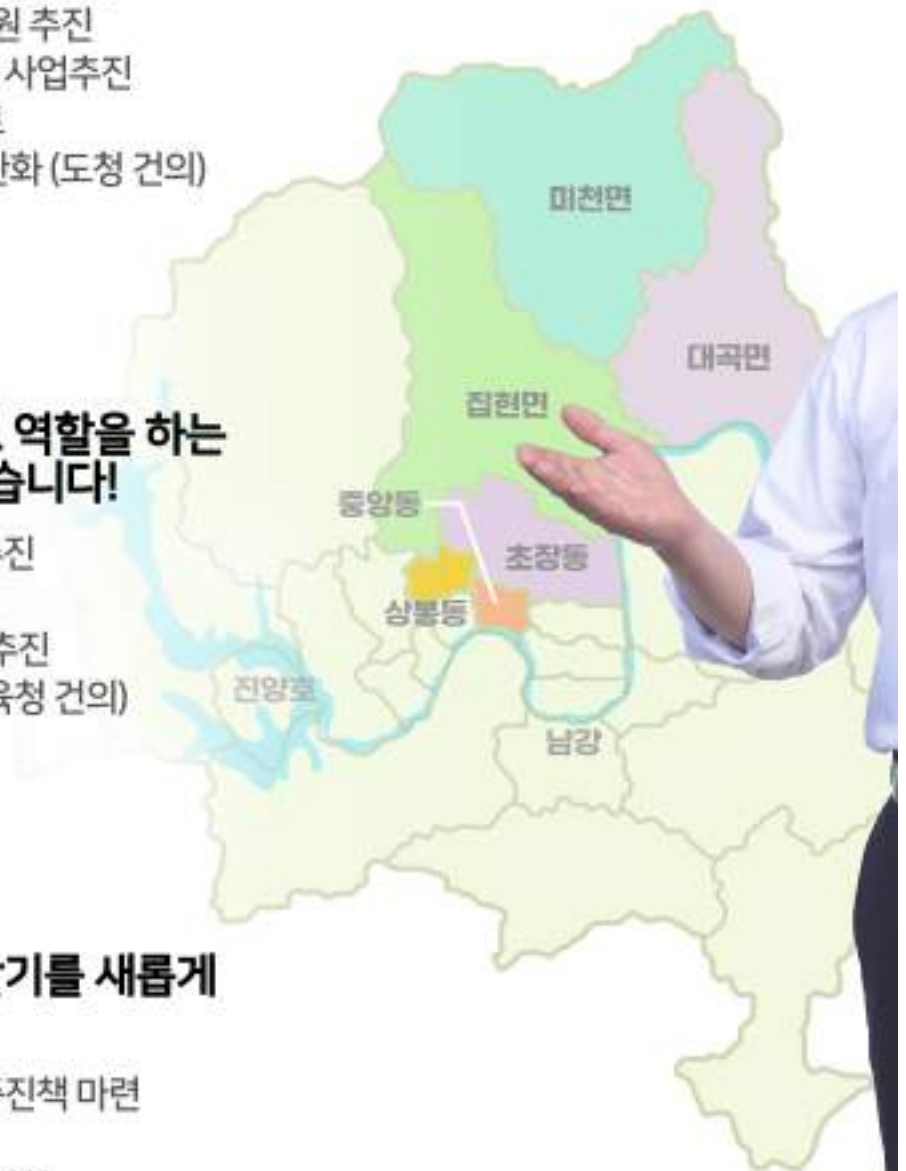 원 추진
사업추진
화 (도청 건의)
역할을 하는
습니다!
진
추진
육청 건의)
기를 새롭게
추진책 마련
미천면
대곡면
집현면
중앙동
초장동
상봉동
진양호
남강